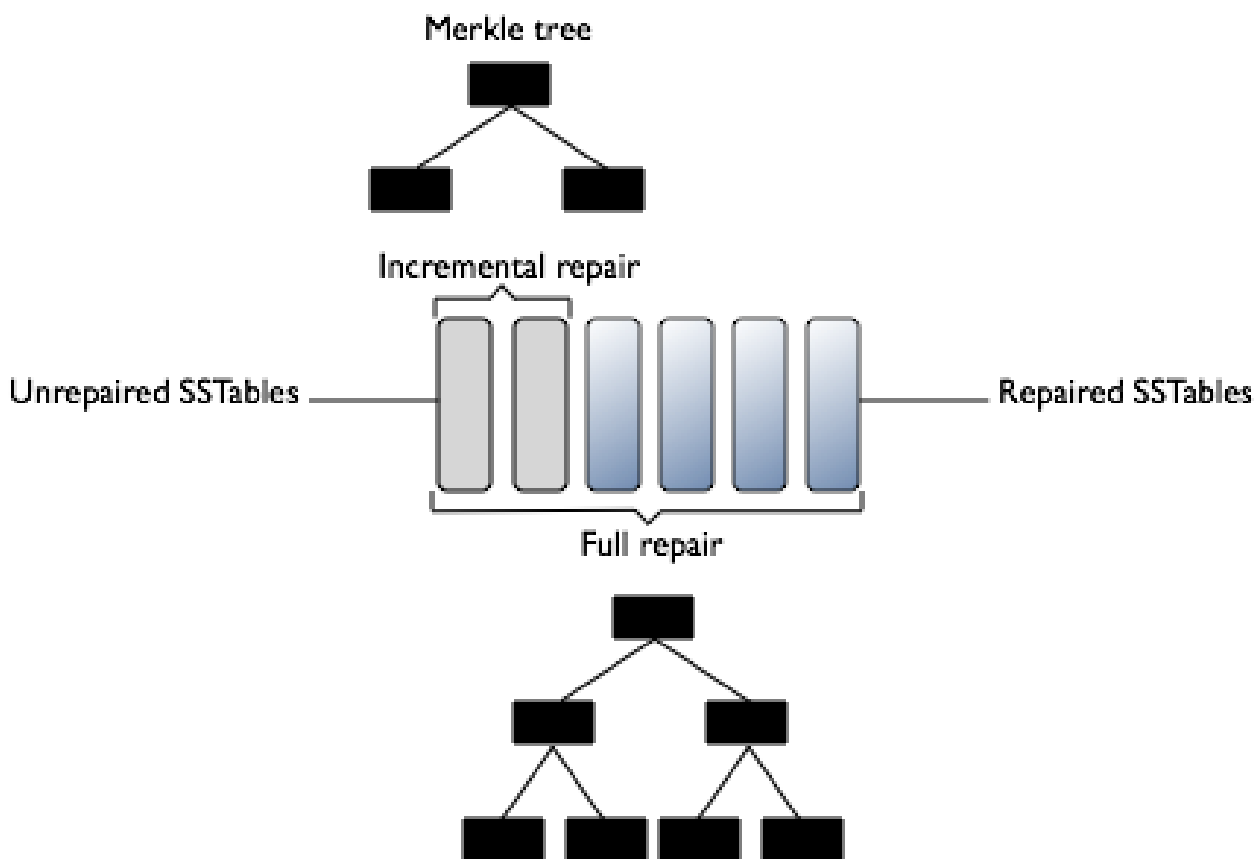 Merkle tree
Incremental repair
Unrepaired SSTables
Repaired SSTables
Full repair